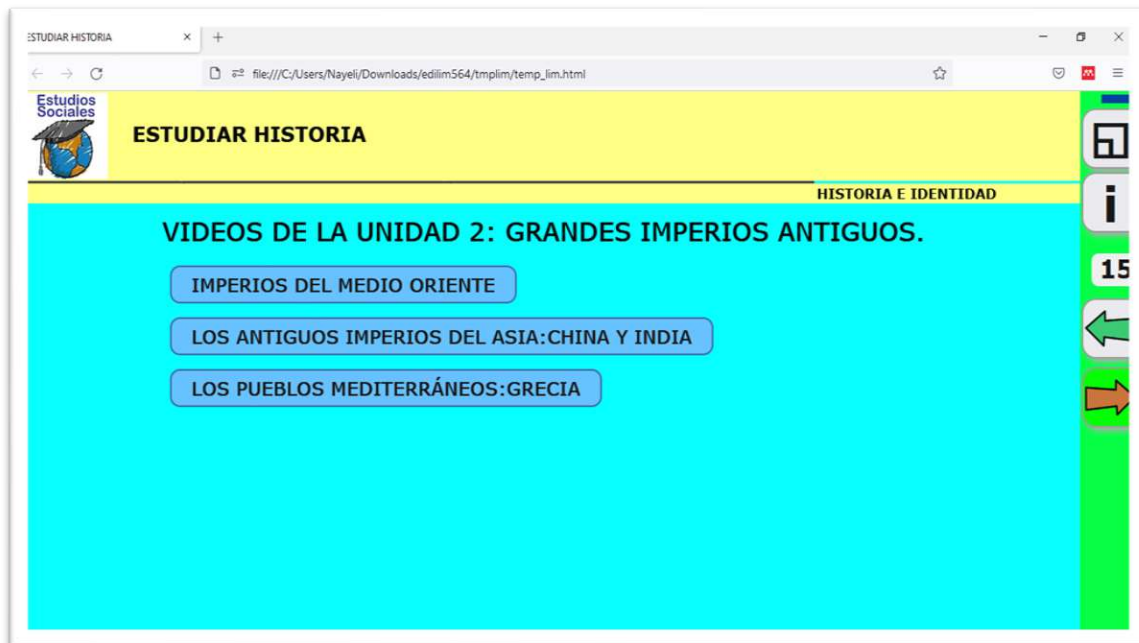 ESTUDIAR HISTORIA
file:///C:/Users/Nayeli/Downloads/edilim564/tmplim/temp_lim.html
Estudios
Sociales
ESTUDIAR HISTORIA
HISTORIA E IDENTIDAD
i
VIDEOS DE LA UNIDAD 2: GRANDES IMPERIOS ANTIGUOS.
IMPERIOS DEL MEDIO ORIENTE
15
LOS ANTIGUOS IMPERIOS DEL ASIA:CHINA Y INDIA
LOS PUEBLOS MEDITERRÁNEOS:GRECIA